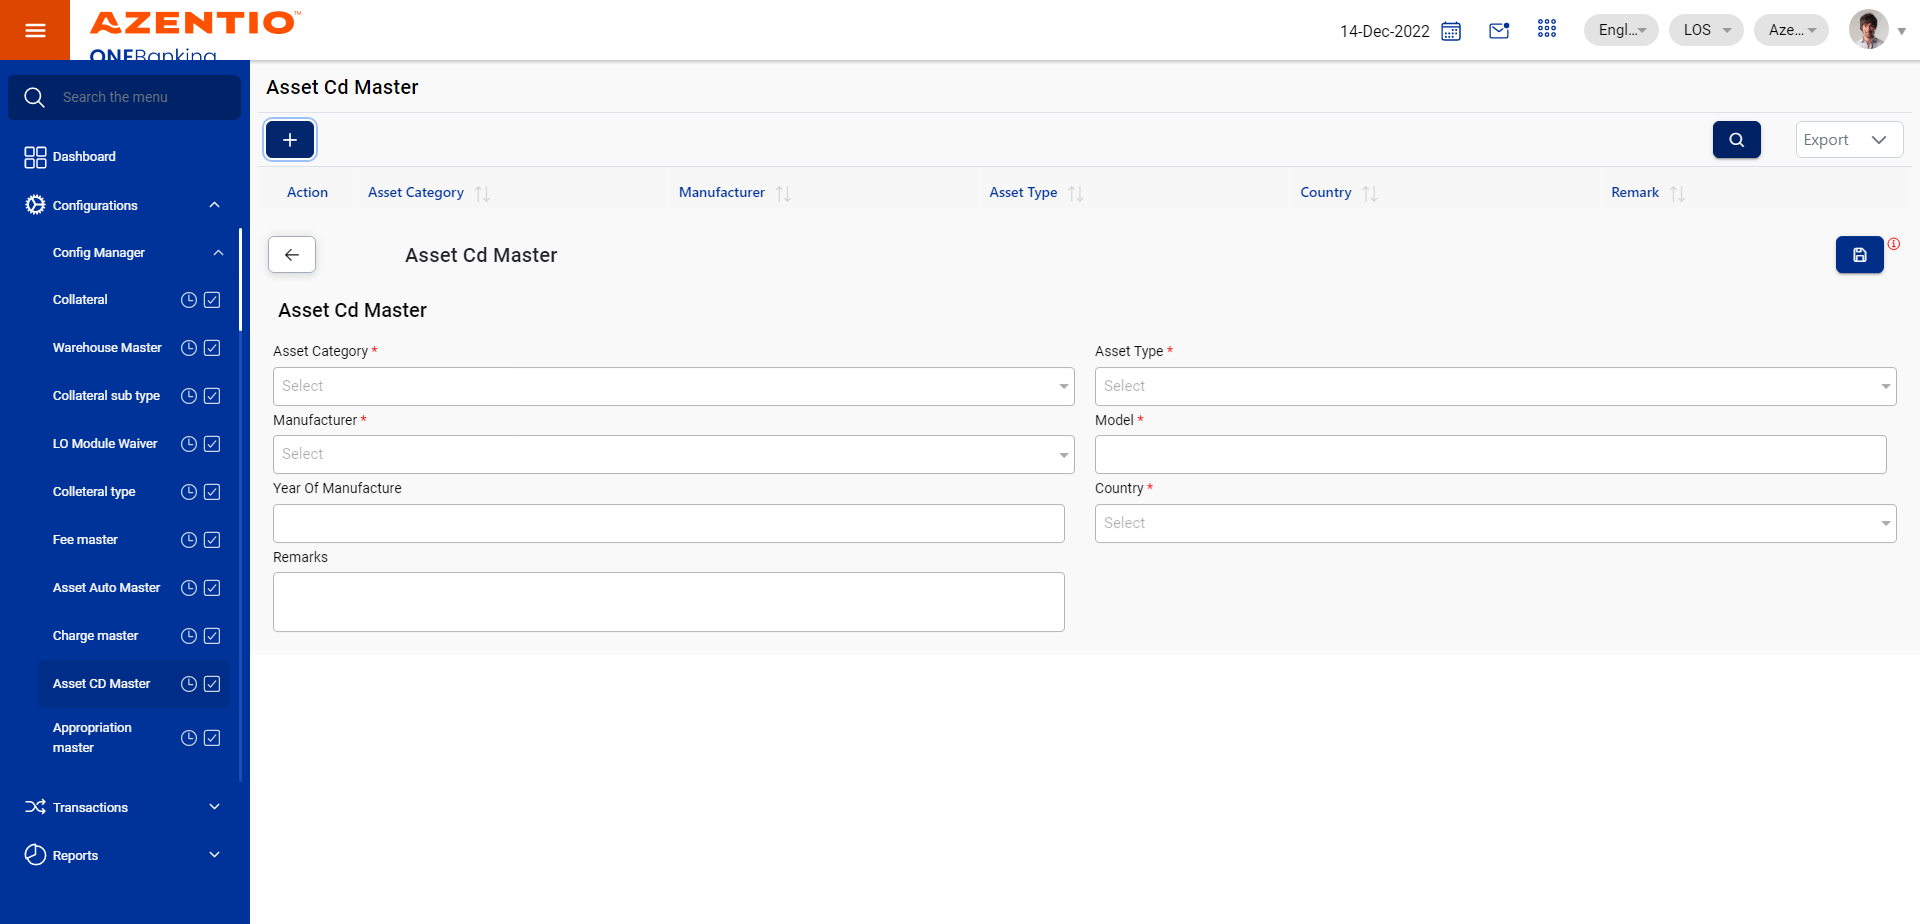 AZENTIO™
ONEBanking
14-Dec-2022
Engl...
LOS
Aze...
Search the menu
Dashboard
Configurations
Config Manager
Collateral
Warehouse Master
Collateral sub type
LO Module Waiver
Colleteral type
Fee master
Asset Auto Master
Charge master
Asset CD Master
Appropriation
master
Transactions
Reports
Asset Cd Master
Export
Action Asset Category Manufacturer Asset Type Country Remark
Asset Cd Master
Asset Cd Master
Asset Category *
Select
Asset Type *
Select
Manufacturer *
Select
Model *
Year Of Manufacture
Country *
Select
Remarks